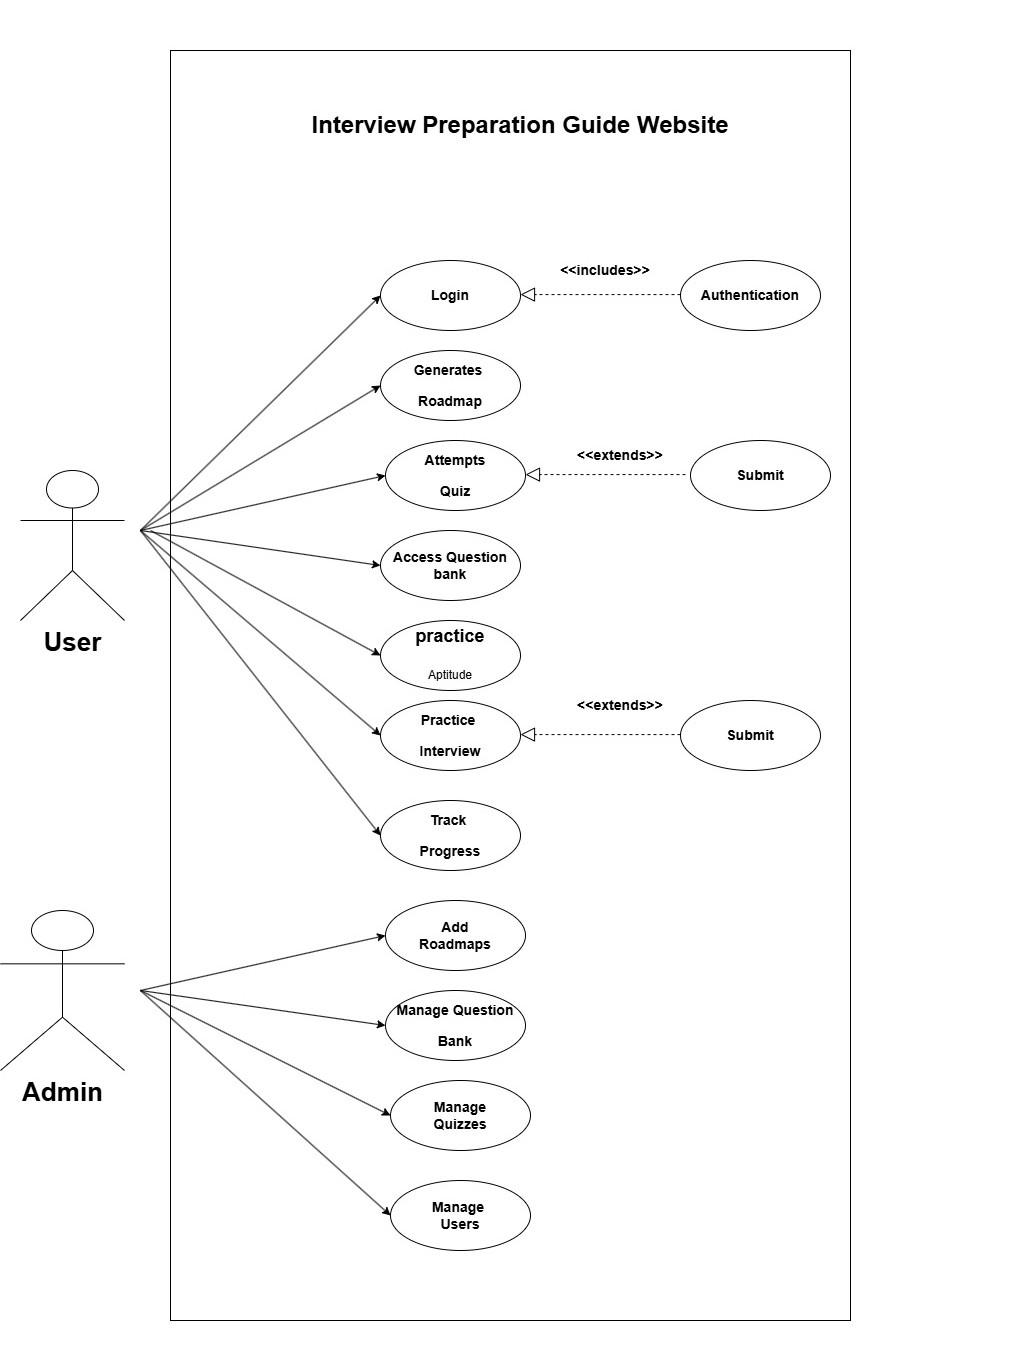 Interview Preparation Guide Website
Login
<<includes>>
Authentication
Generates
Roadmap
Attempts
Quiz
<<extends>>
Submit
Access Question
bank
practice
Aptitude
Practice
Interview
<<extends>>
Submit
Track
Progress
User
Add
Roadmaps
Manage Question
Bank
Manage
Quizzes
Manage
Users
Admin